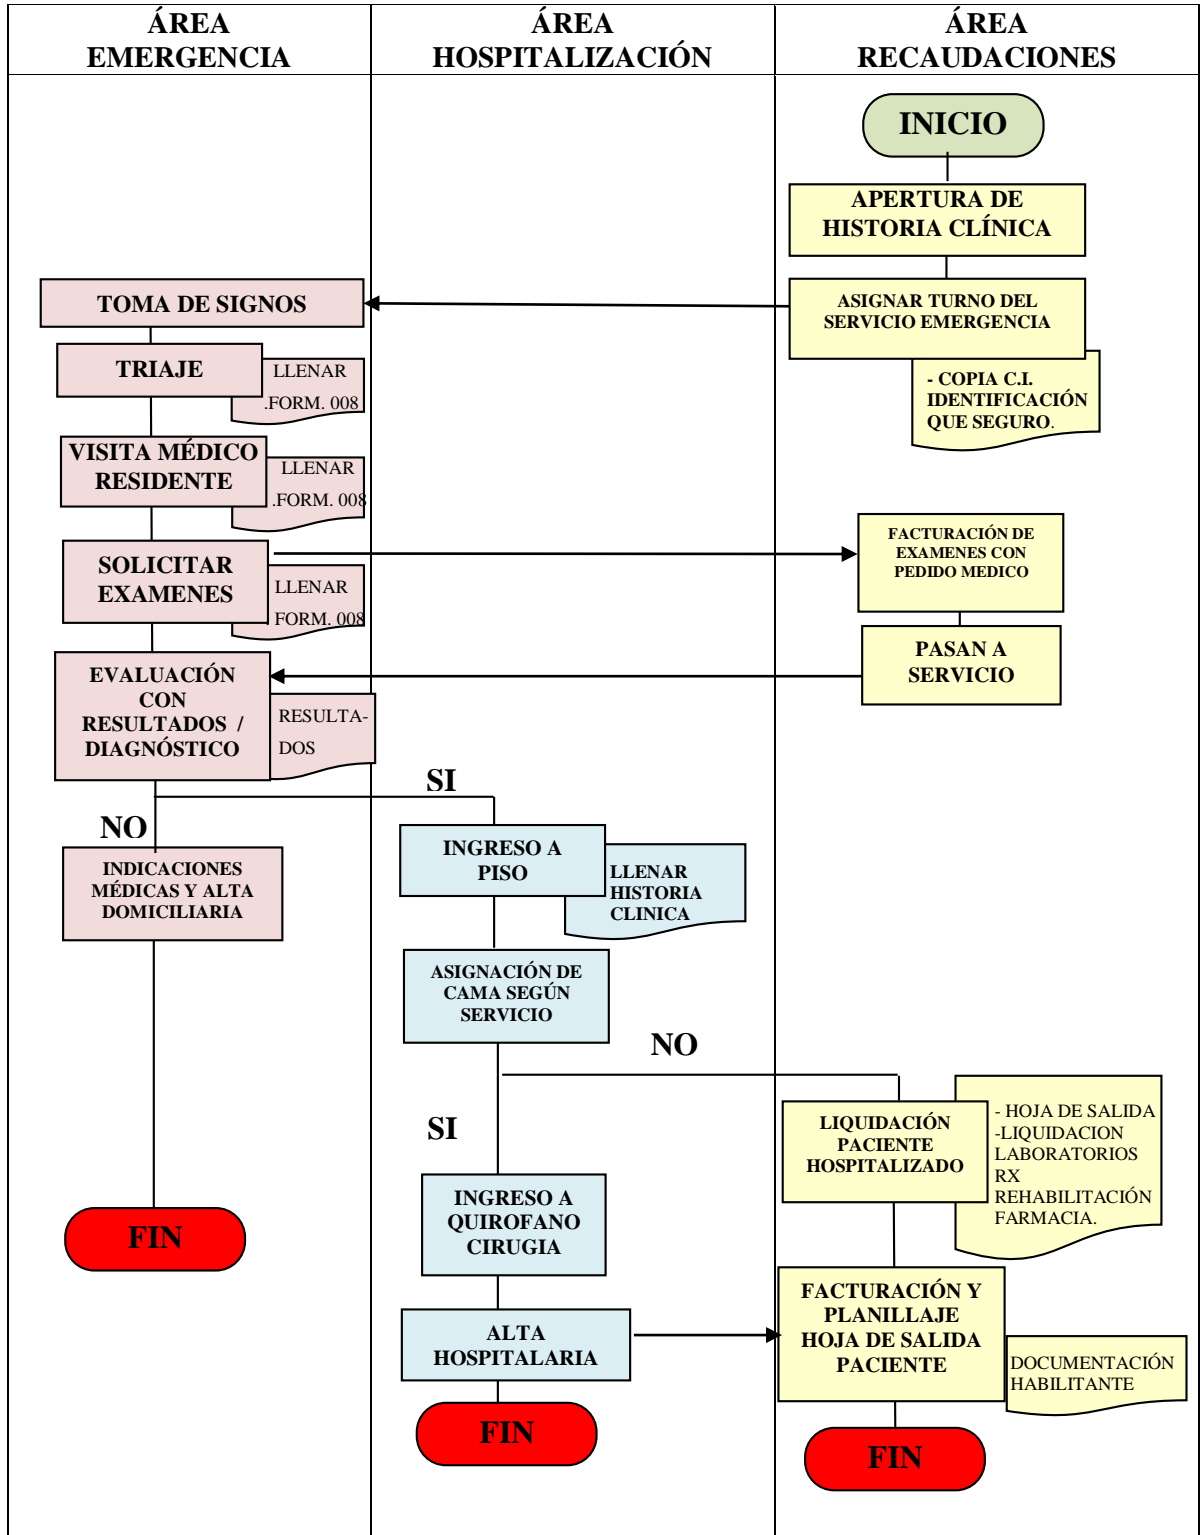 ÁREA
EMERGENCIA
ÁREA
HOSPITALIZACIÓN
ÁREA
RECAUDACIONES
INICIO
APERTURA DE
HISTORIA CLÍNICA
TOMA DE SIGNOS
ASIGNAR TURNO DEL
SERVICIO EMERGENCIA
- COPIA C.I.
IDENTIFICACIÓN
QUE SEGURO.
TRIAJE
LLENAR
.FORM. 008
VISITA MÉDICO
RESIDENTE
LLENAR
.FORM. 008
SOLICITAR
EXAMENES
LLENAR
FORM. 008
FACTURACIÓN DE
EXAMENES CON
PEDIDO MEDICO
PASAN A
SERVICIO
EVALUACIÓN
CON
RESULTADOS /
DIAGNÓSTICO
RESULTA-
DOS
SI
NO
INDICACIONES
MÉDICAS Y ALTA
DOMICILIARIA
INGRESO A
PISO
LLENAR
HISTORIA
CLINICA
ASIGNACIÓN DE
CAMA SEGÚN
SERVICIO
NO
SI
LIQUIDACIÓN
PACIENTE
HOSPITALIZADO
- HOJA DE SALIDA
-LIQUIDACION
LABORATORIOS
RX
REHABILITACIÓN
FARMACIA.
INGRESO A
QUIROFANO
CIRUGIA
FIN
ALTA
HOSPITALARIA
FACTURACIÓN Y
PLANILLAJE
HOJA DE SALIDA
PACIENTE
DOCUMENTACIÓN
HABILITANTE
FIN
FIN